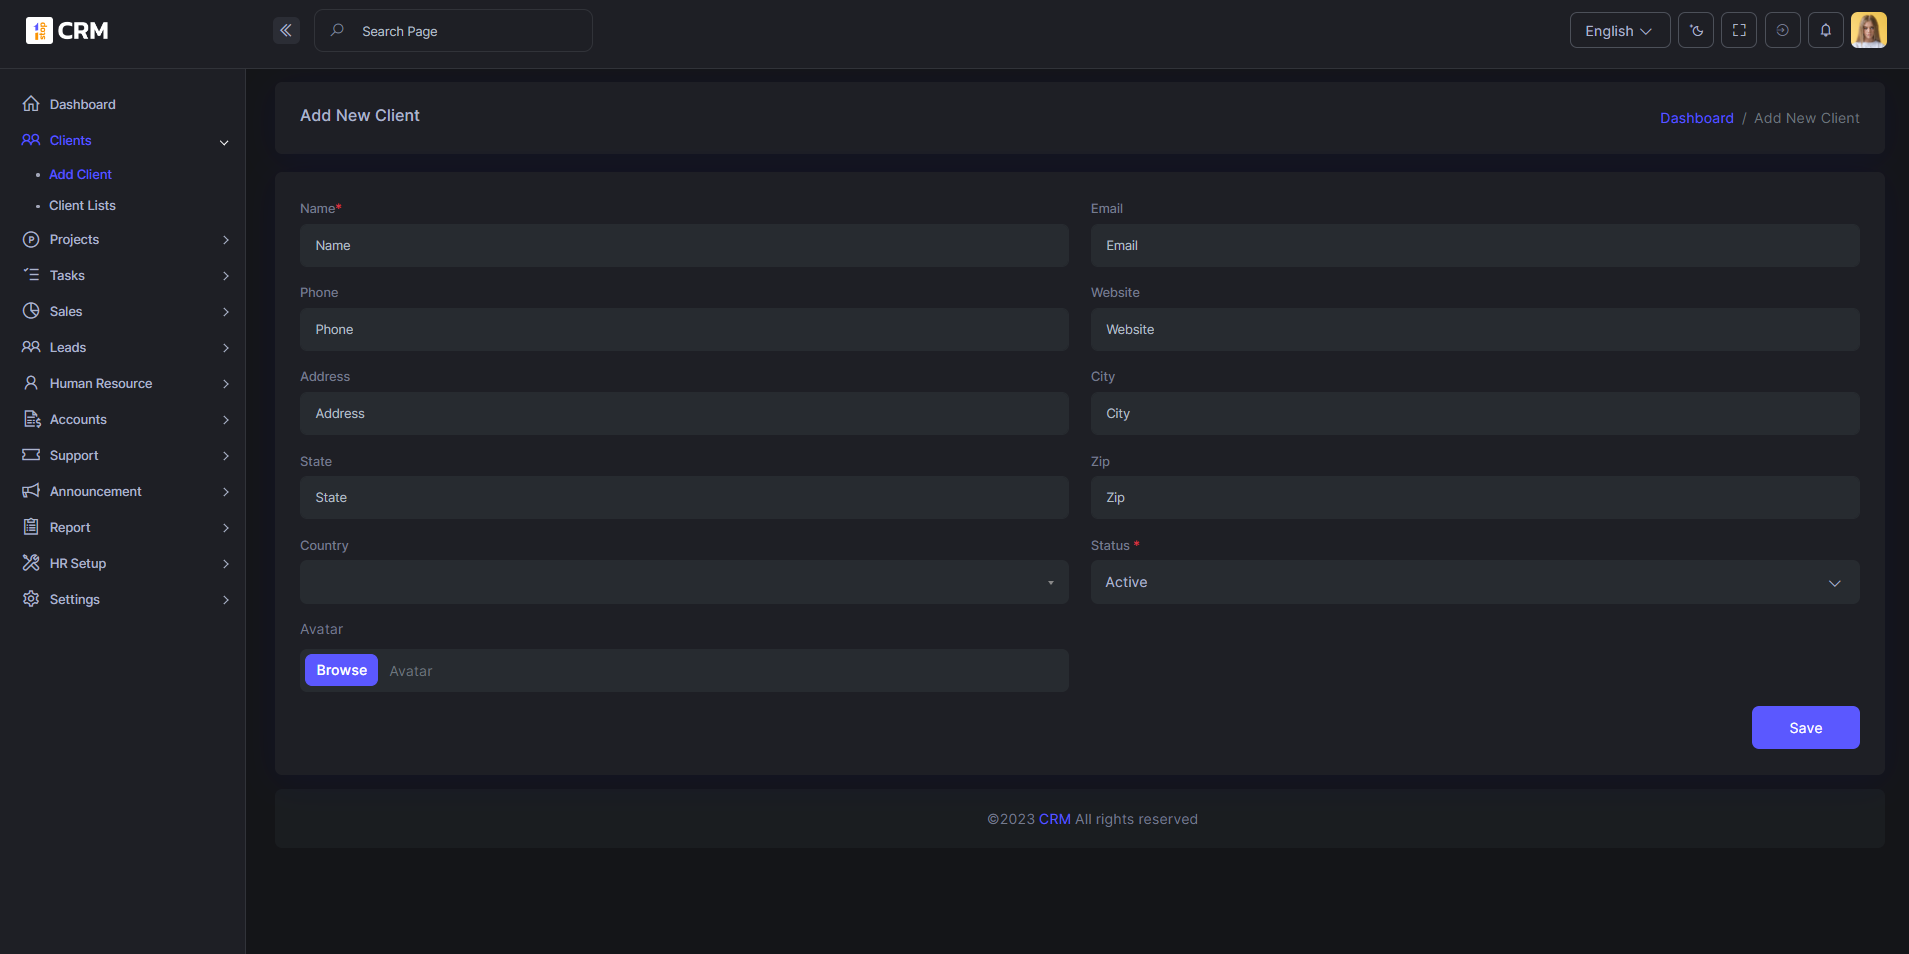 1 stop CRM
Search Page
English
Dashboard
Clients
Add Client
Client Lists
Projects
Tasks
Sales
Leads
Human Resource
Accounts
Support
Announcement
Report
HR Setup
Settings
Add New Client
Dashboard / Add New Client
Name*
Name
Email
Email
Phone
Phone
Website
Website
Address
Address
City
City
State
State
Zip
Zip
Country
Status *
Active
Avatar
Browse Avatar
Save
©2023 CRM All rights reserved